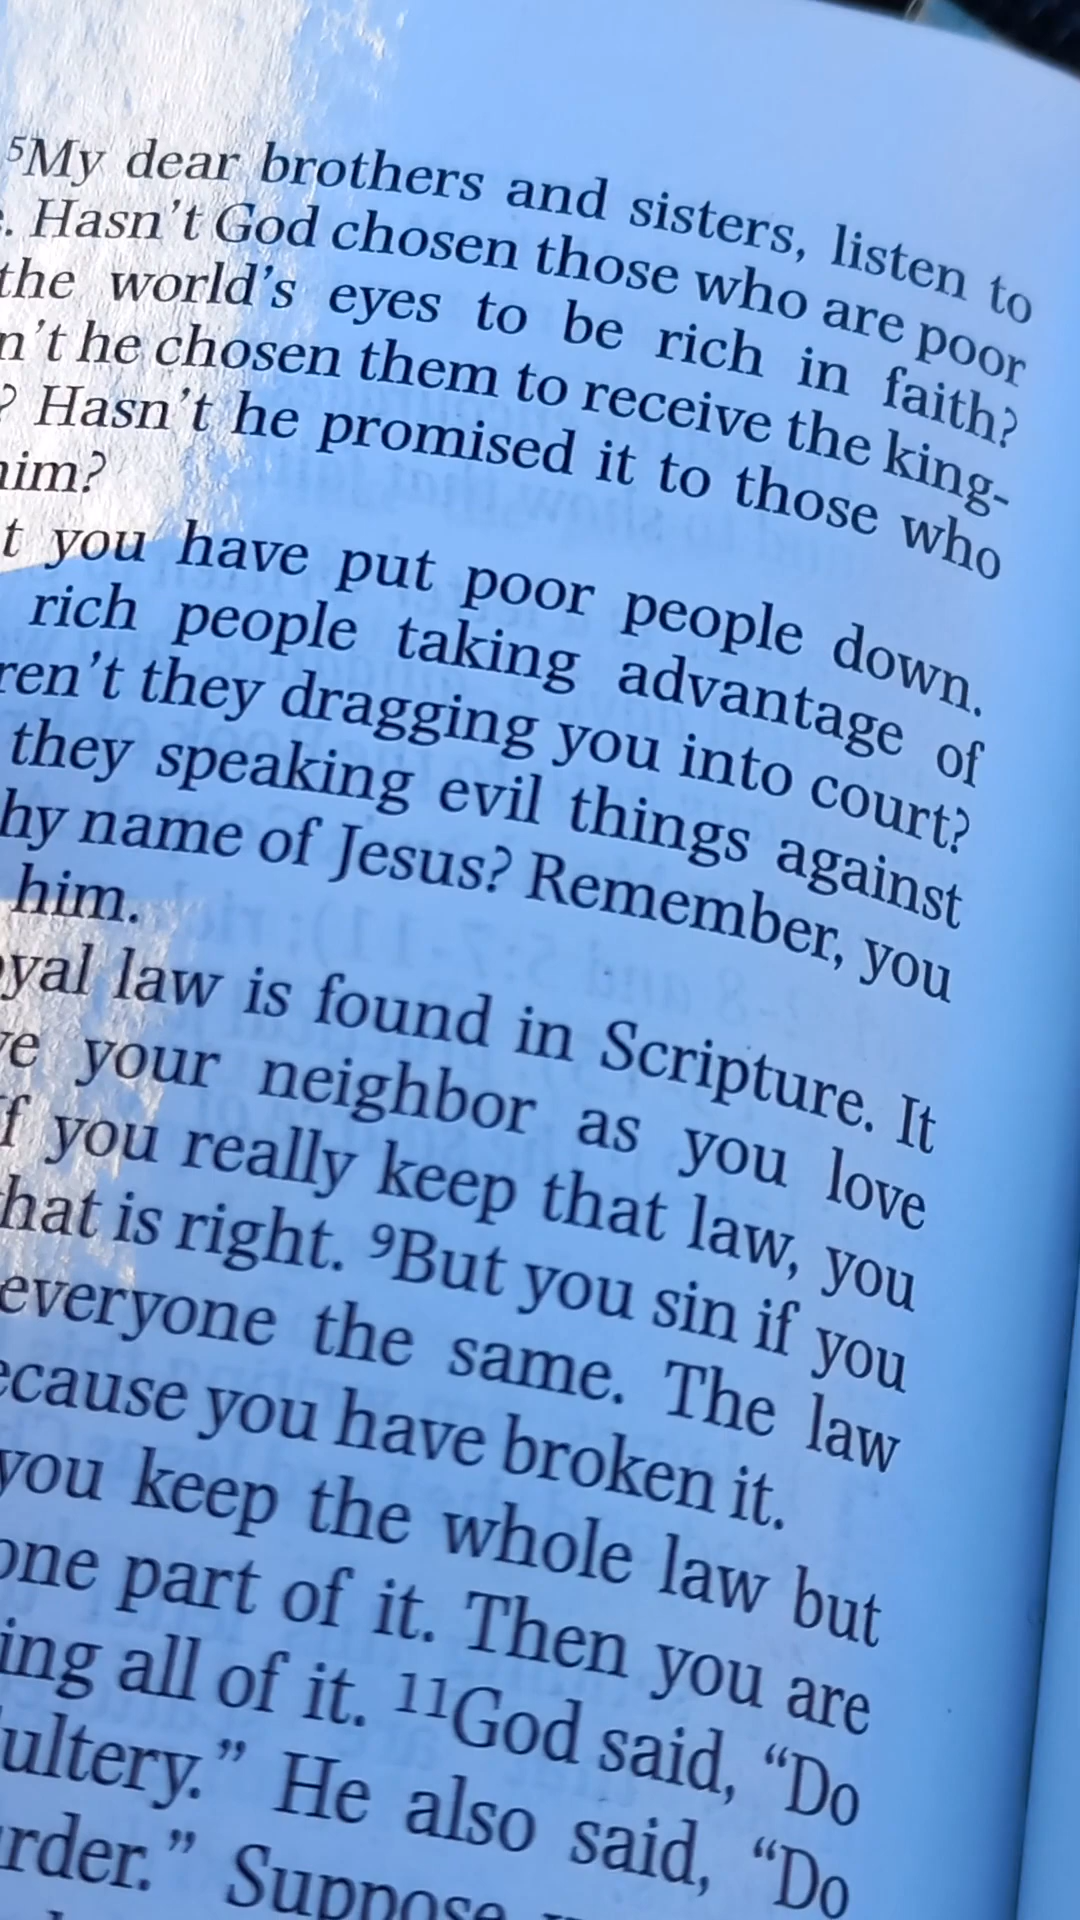 ⁵My dear brothers and sisters, listen to
. Hasn't God chosen those who are poor
the world's eyes to be rich in faith?
n't he chosen them to receive the king-
? Hasn't he promised it to those who
him?
t you have put poor people down.
rich people taking advantage of
ren't they dragging you into court?
they speaking evil things against
hy name of Jesus? Remember, you
him.
yal law is found in Scripture. It
ve your neighbor as you love
f you really keep that law, you
hat is right. ⁹But you sin if you
everyone the same. The law
ecause you have broken it.
you keep the whole law but
one part of it. Then you are
ing all of it. ¹¹God said, “Do
ultery.” He also said, “Do
rder.” Suppose